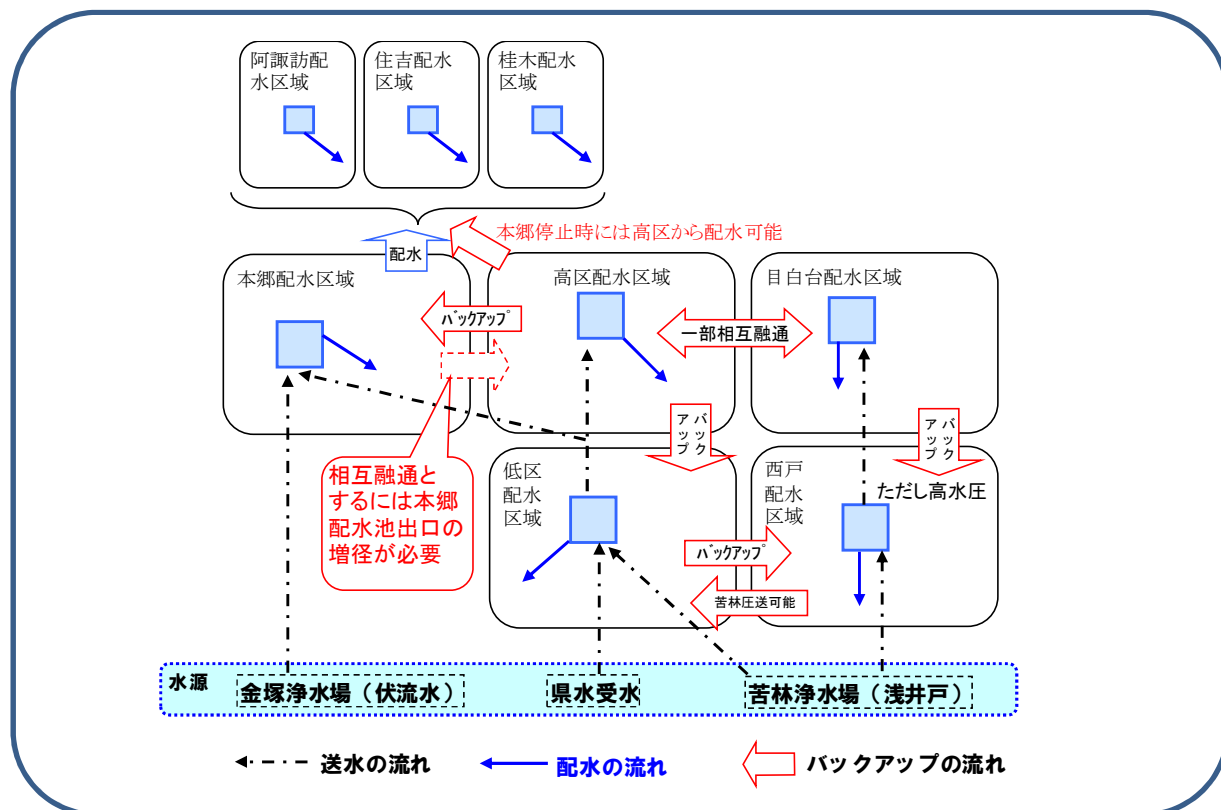 阿諏訪配
水区域
住吉配水
区域
桂木配水
区域
本郷停止時には高区から配水可能
配水
本郷配水区域
高区配水区域
目白台配水区域
バックアップ
一部相互融通
バック
アップ
バック
アップ
相互融通と
するには本郷
配水池出口の
増径が必要
低区
配水
区域
西戸
配水
区域
ただし高水圧
バックアップ
苦林圧送可能
水源
金塚浄水場（伏流水）
県水受水
苦林浄水場（浅井戸）
送水の流れ
配水の流れ
バックアップの流れ